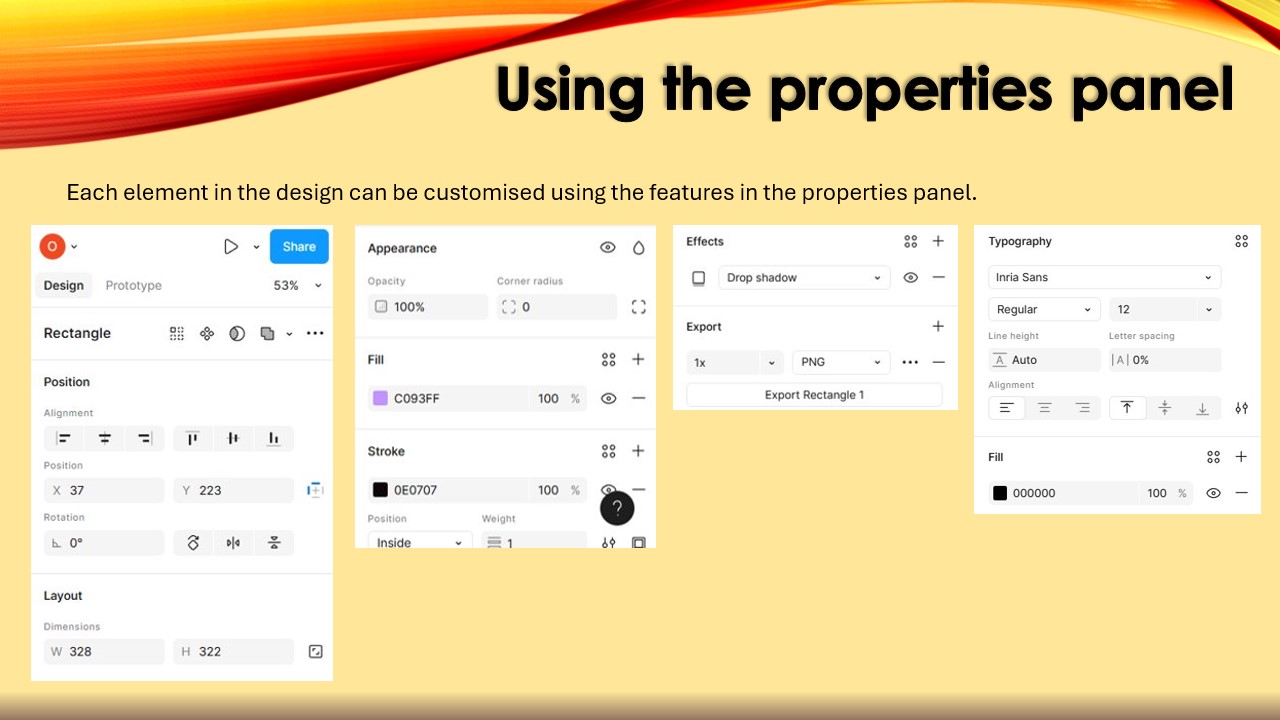 Using the properties panel
Each element in the design can be customised using the features in the properties panel.
O
Share
Design Prototype 53%
Rectangle
Position
Alignment
Position
X 37 Y 223
Rotation
0°
Layout
Dimensions
W 328 H 322
Appearance
Opacity Corner radius
100% 0
Fill
C093FF 100 %
Stroke
0E0707 100 %
?
Position Weight
Inside 1
Effects
Drop shadow
Export
1x PNG
Export Rectangle 1
Typography
Inria Sans
Regular 12
Line height Letter spacing
A Auto |A| 0%
Alignment
Fill
000000 100 %